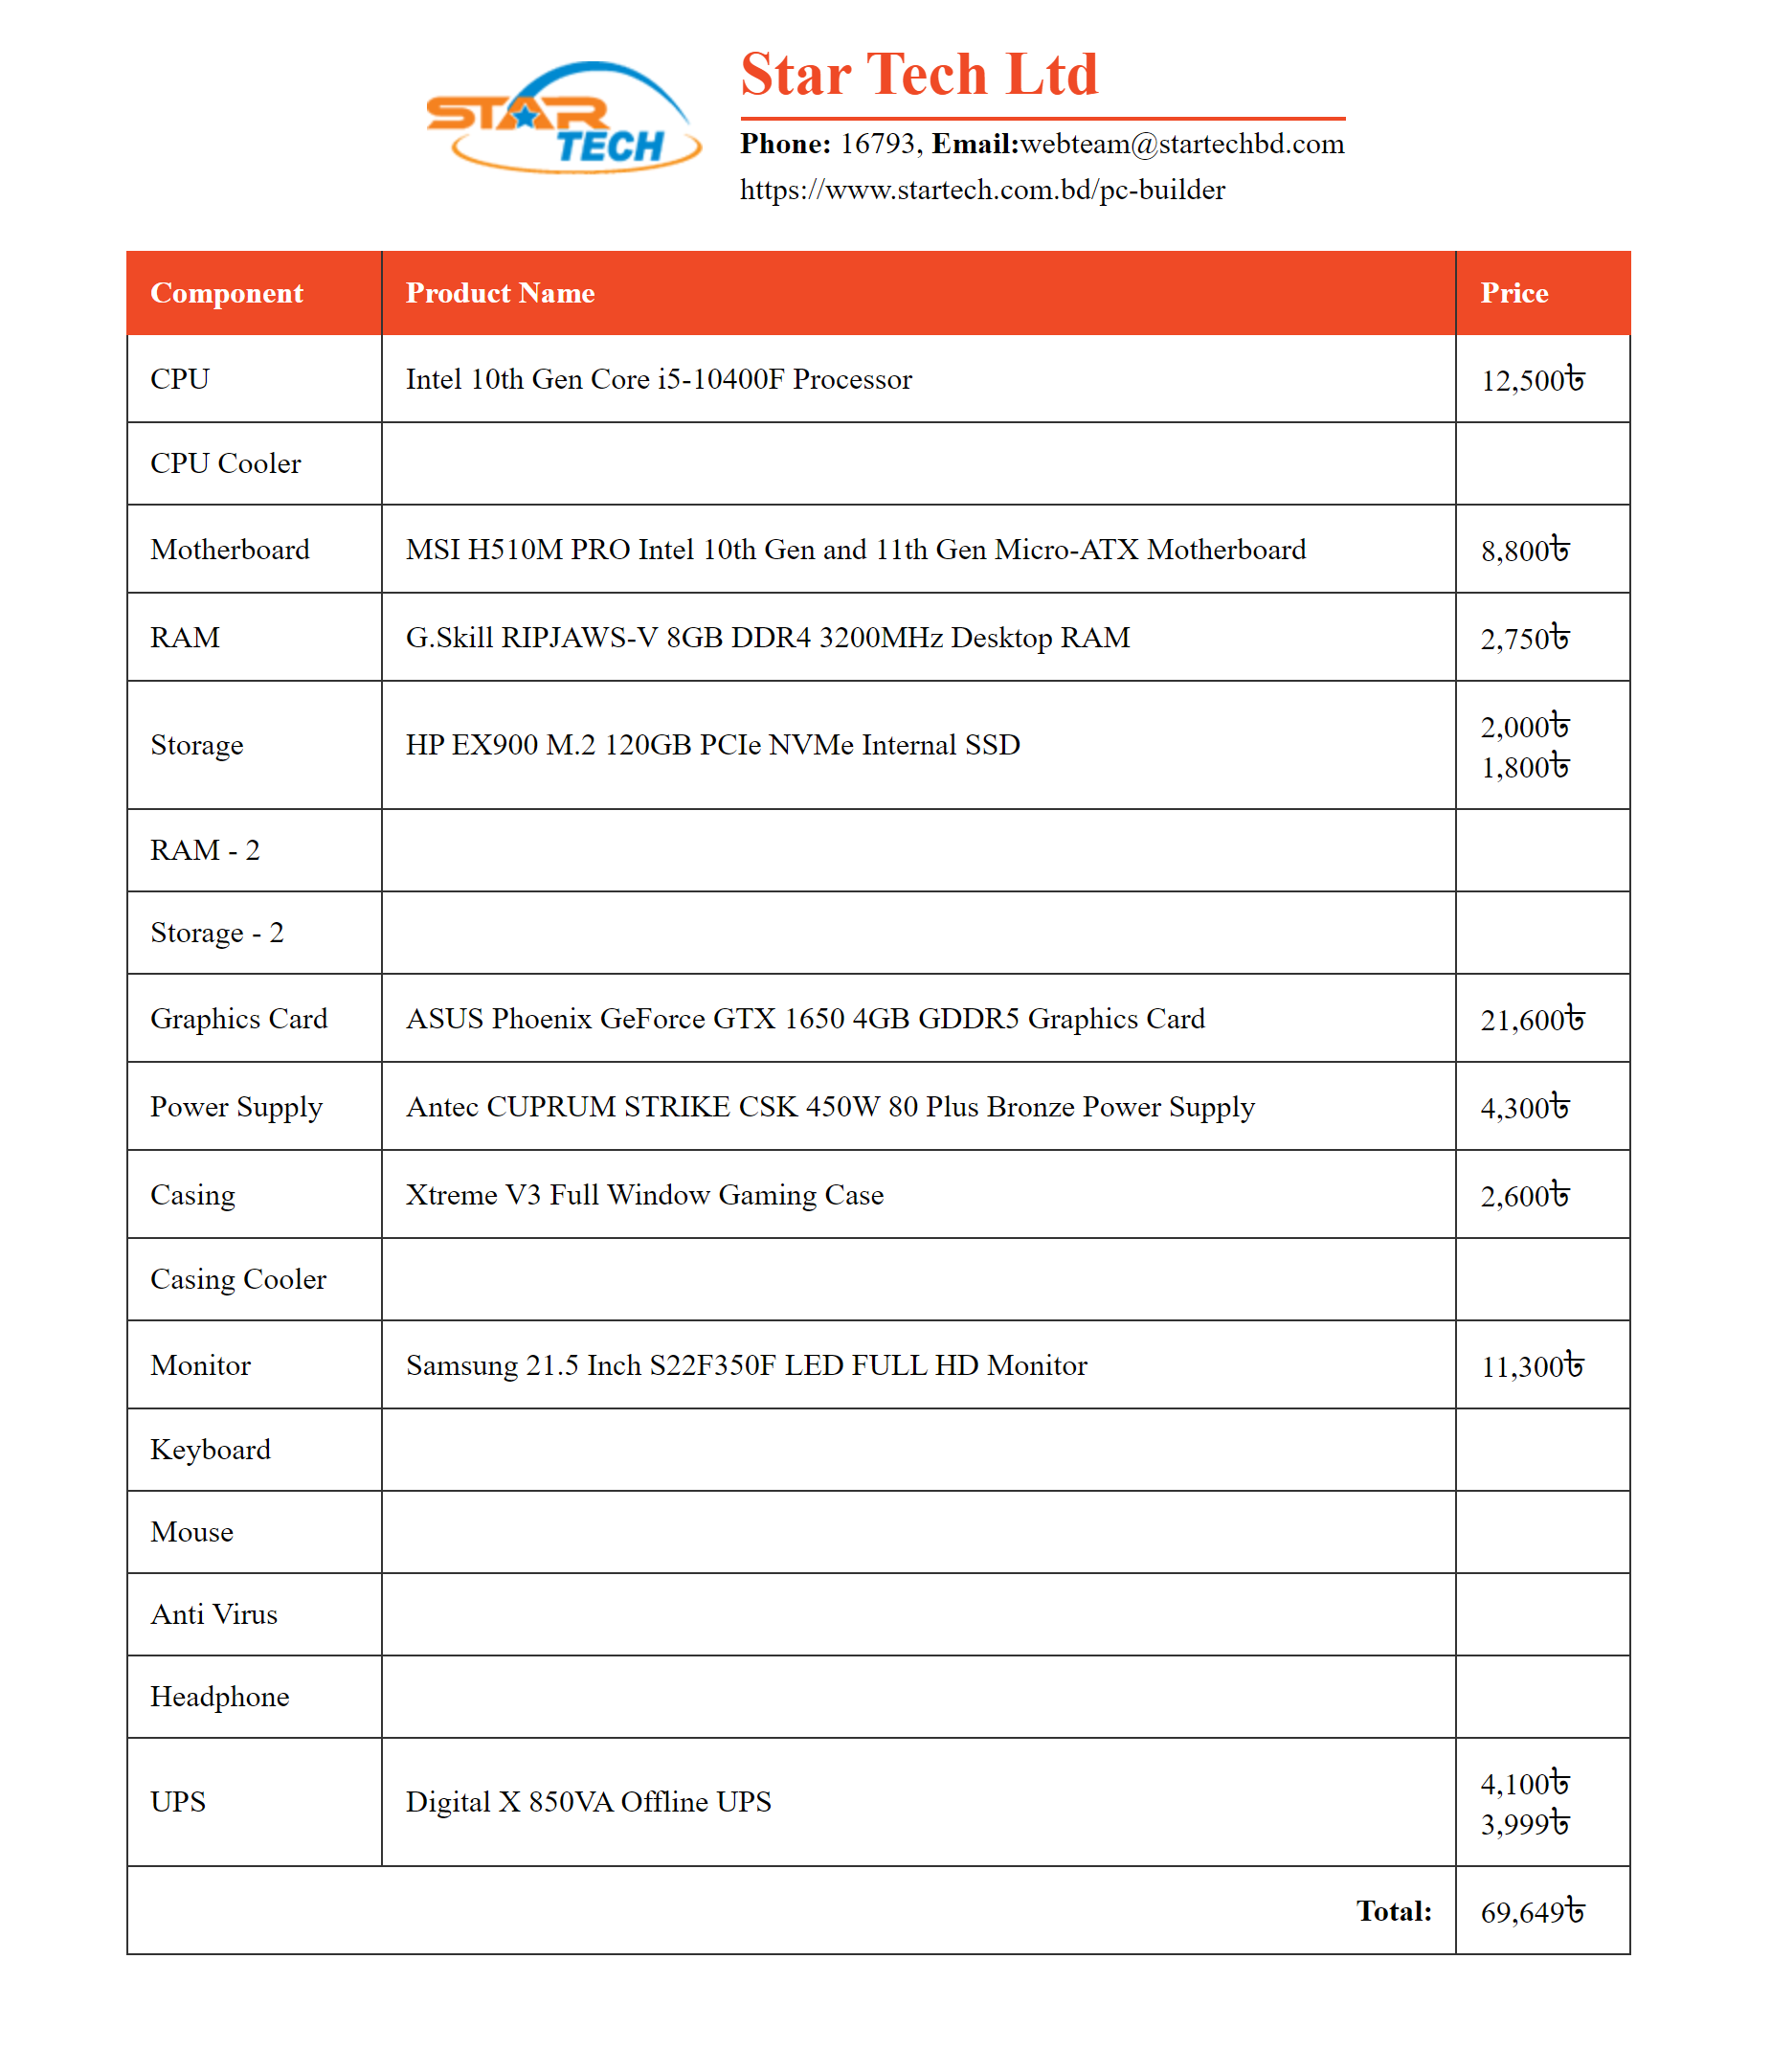 STAR
TECH
Star Tech Ltd
Phone: 16793, Email:webteam@startechbd.com
https://www.startech.com.bd/pc-builder
Component Product Name Price
CPU Intel 10th Gen Core i5-10400F Processor 12,500৳
CPU Cooler
Motherboard MSI H510M PRO Intel 10th Gen and 11th Gen Micro-ATX Motherboard 8,800৳
RAM G.Skill RIPJAWS-V 8GB DDR4 3200MHz Desktop RAM 2,750৳
Storage HP EX900 M.2 120GB PCIe NVMe Internal SSD 2,000৳
1,800৳
RAM - 2
Storage - 2
Graphics Card ASUS Phoenix GeForce GTX 1650 4GB GDDR5 Graphics Card 21,600৳
Power Supply Antec CUPRUM STRIKE CSK 450W 80 Plus Bronze Power Supply 4,300৳
Casing Xtreme V3 Full Window Gaming Case 2,600৳
Casing Cooler
Monitor Samsung 21.5 Inch S22F350F LED FULL HD Monitor 11,300৳
Keyboard
Mouse
Anti Virus
Headphone
UPS Digital X 850VA Offline UPS 4,100৳
3,999৳
Total: 69,649৳